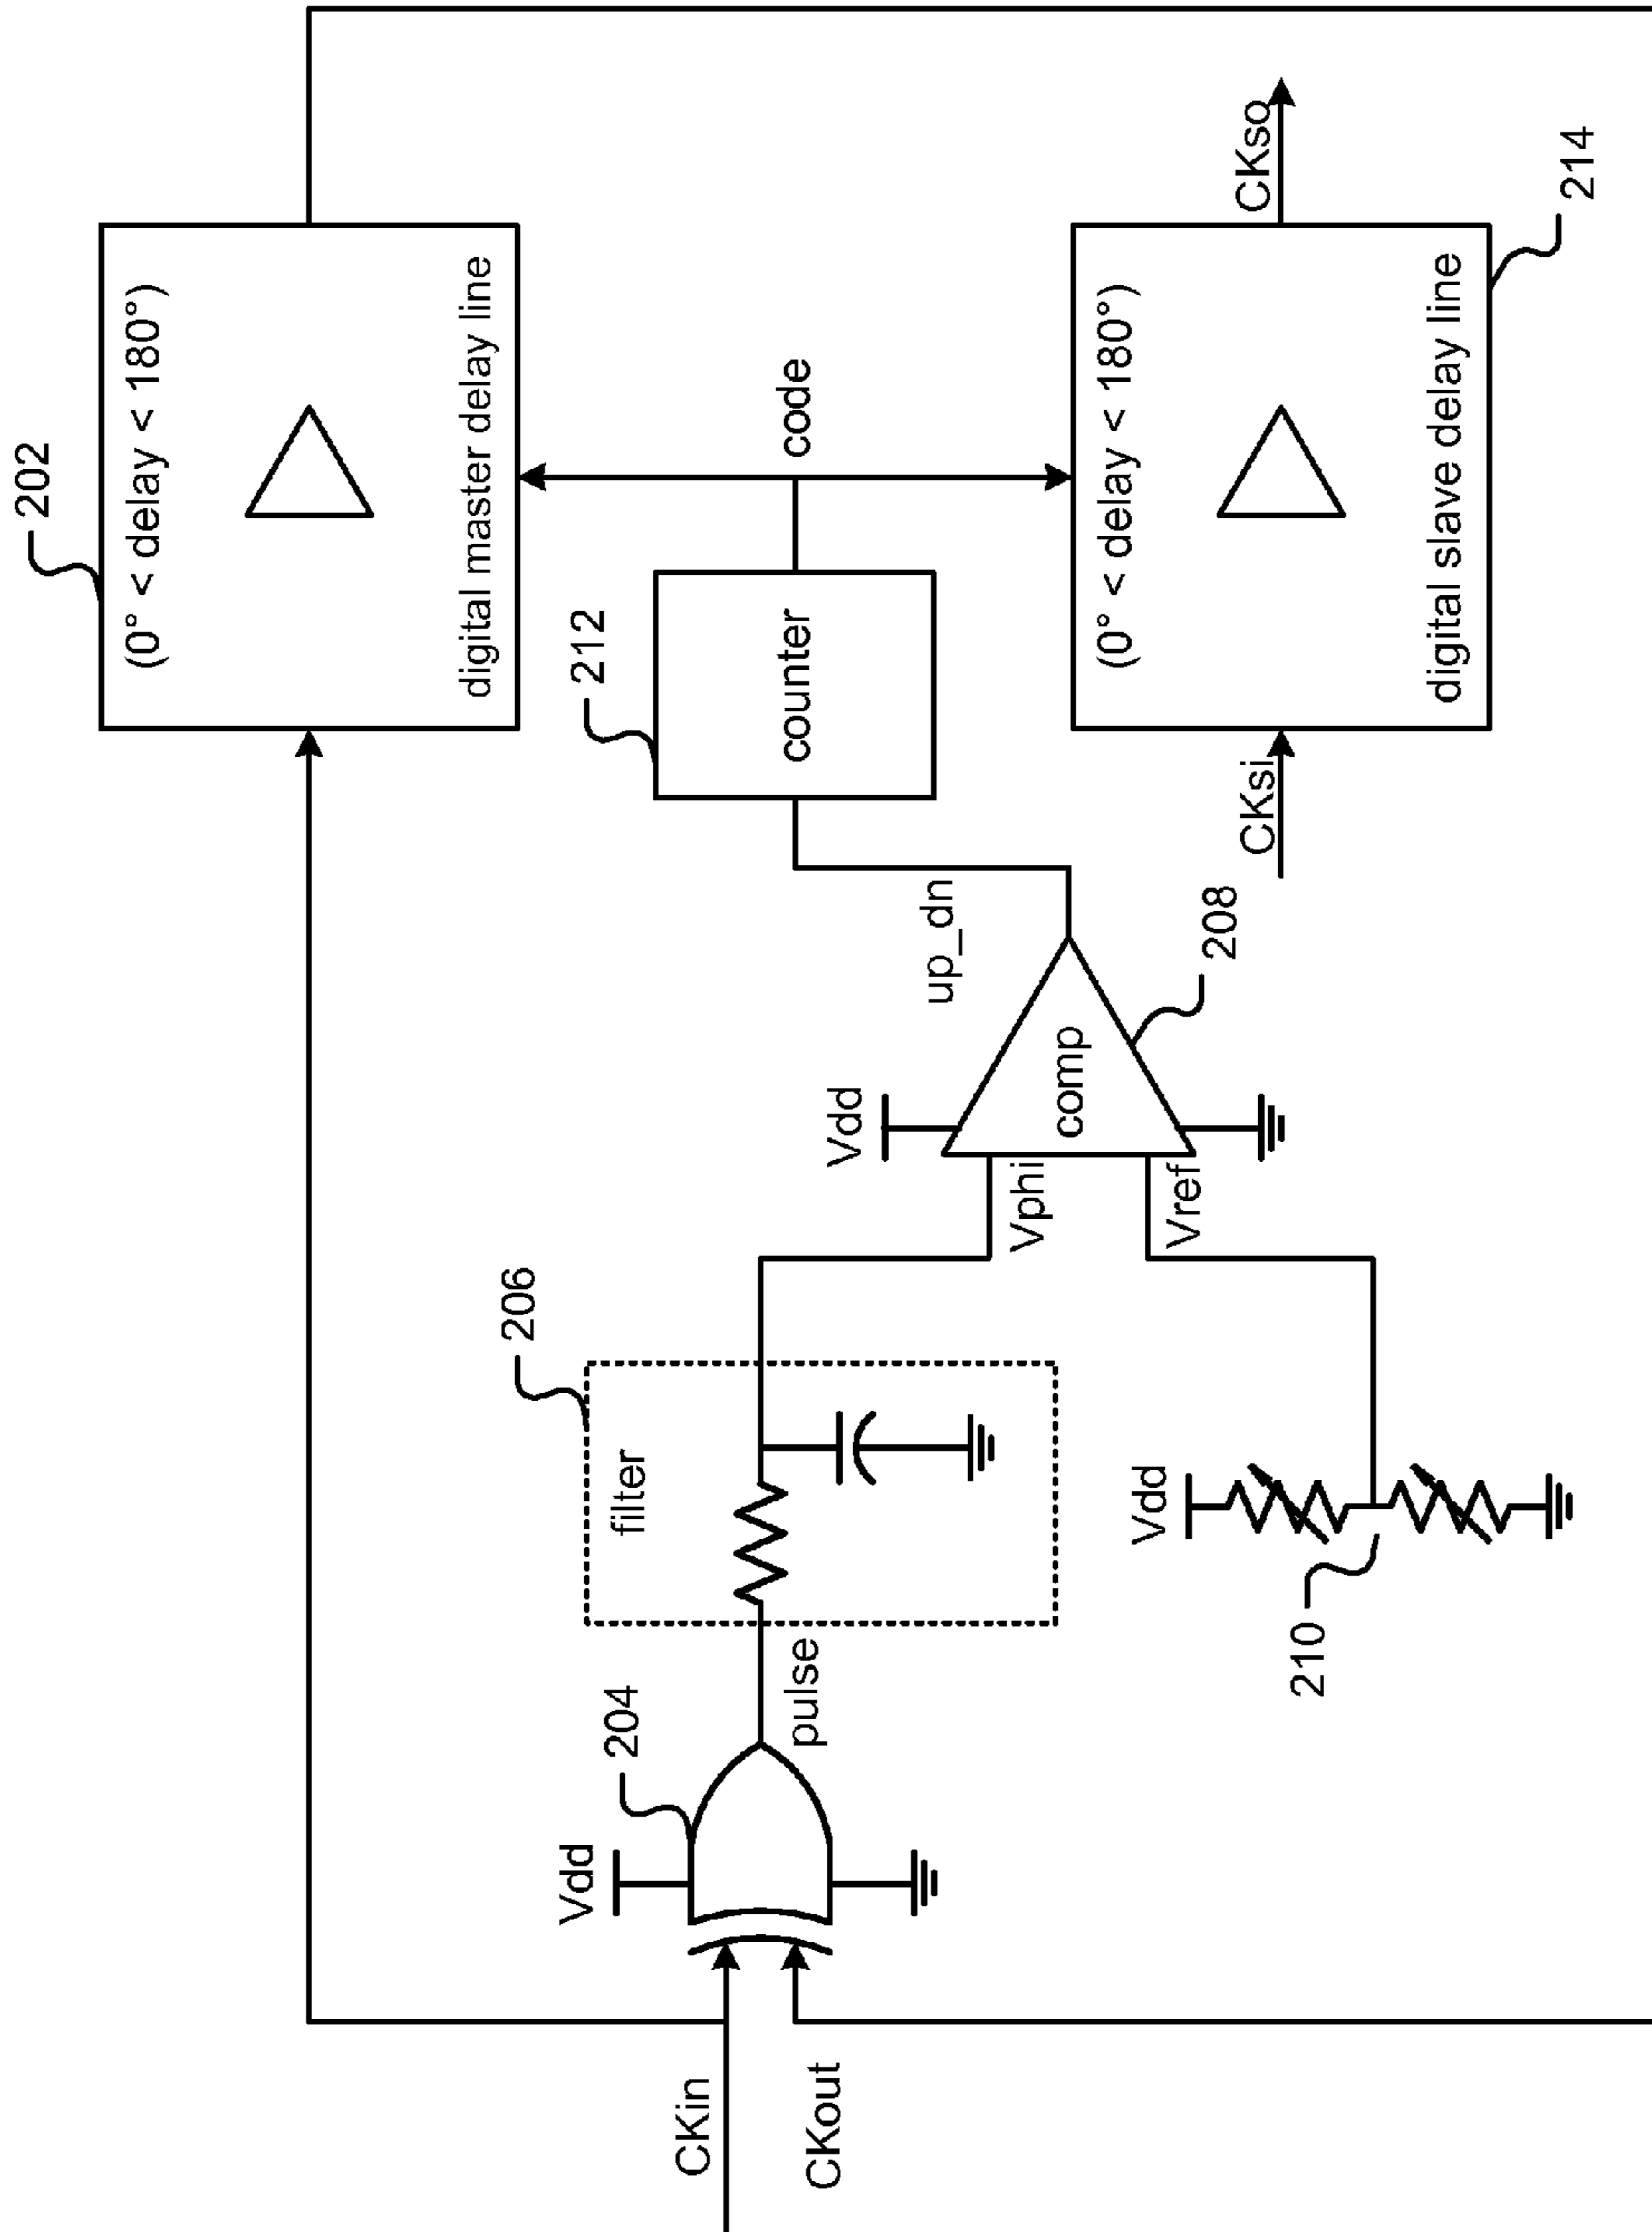 202
(0° < delay < 180°)
digital master delay line
212
counter
code
CKin
CKout
Vdd
204
pulse
206
filter
Vphi
Vref
Vdd
comp
up_dn
208
Vdd
210
CKsi
(0° < delay < 180°)
digital slave delay line
CKso
214